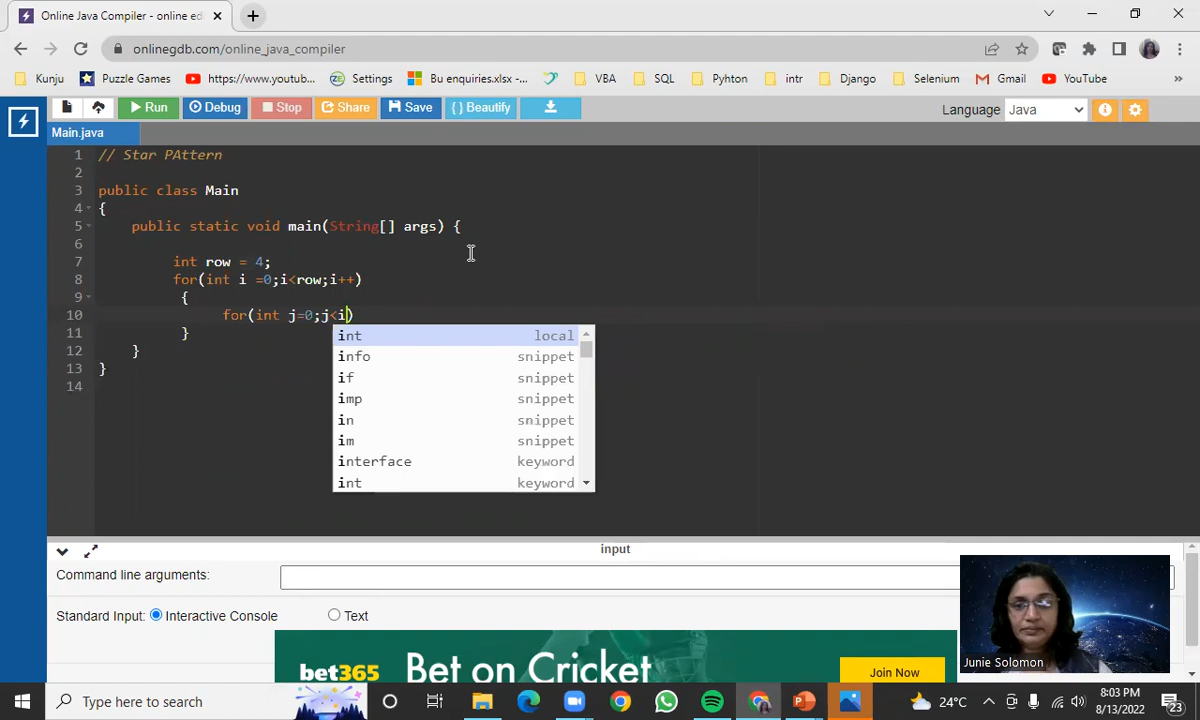 Online Java Compiler - online edi
onlinegdb.com/online_java_compiler
Kunju
Puzzle Games
https://www.youtub...
Settings
Bu enquiries.xlsx -...
VBA
SQL
Pyhton
intr
Django
Selenium
Gmail
YouTube
»
Run
Debug
Stop
Share
Save
{ } Beautify
Language
Java
Main.java
1 // Star PAttern
2
3 public class Main
4 {
5 public static void main(String[] args) {
6
7 int row = 4;
8 for(int i =0;i<row;i++)
9 {
10 for(int j=0;j<i)
11 }
12 }
13 }
14
int local
info snippet
if snippet
imp snippet
in snippet
im snippet
interface keyword
int keyword
input
Command line arguments:
Standard Input: Interactive Console Text
bet365 Bet on Cricket Join Now
Junie Solomon
Type here to search
24°C
8:03 PM
8/13/2022
23